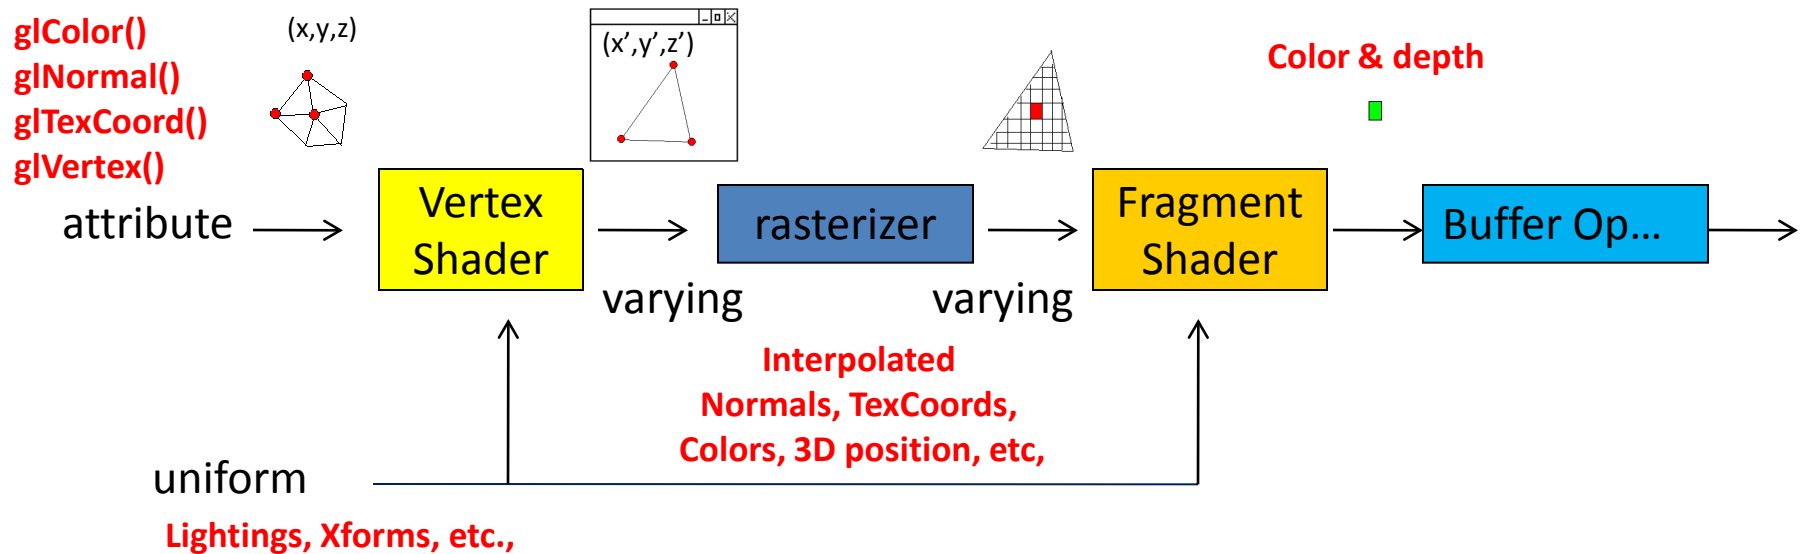 glColor()
glNormal()
glTexCoord()
glVertex()
(x,y,z)
(x’,y’,z’)
Color & depth
attribute
Vertex
Shader
rasterizer
Fragment
Shader
Buffer Op...
varying
varying
Interpolated
Normals, TexCoords,
Colors, 3D position, etc,
uniform
Lightings, Xforms, etc.,